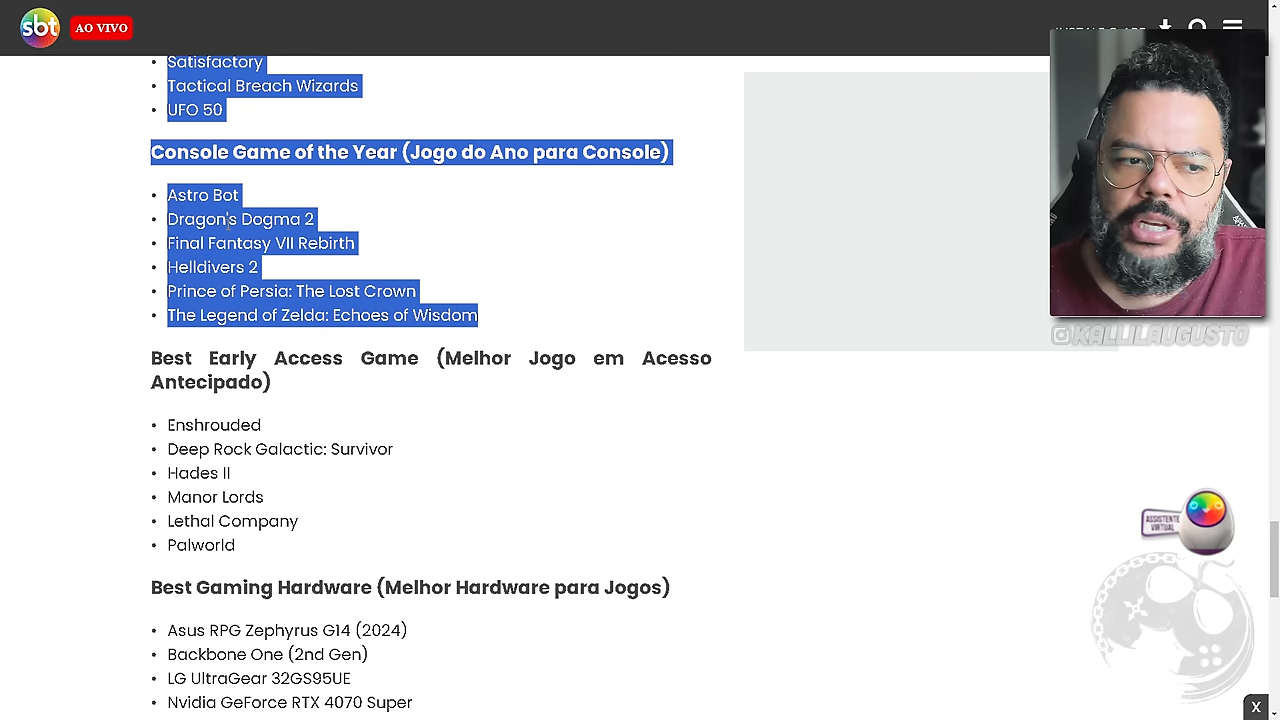 sbt
AO VIVO
Satisfactory
Tactical Breach Wizards
UFO 50
Console Game of the Year (Jogo do Ano para Console)
Astro Bot
Dragon's Dogma 2
Final Fantasy VII Rebirth
Helldivers 2
Prince of Persia: The Lost Crown
The Legend of Zelda: Echoes of Wisdom
KALLILAUGUSTO
Best Early Access Game (Melhor Jogo em Acesso
Antecipado)
Enshrouded
Deep Rock Galactic: Survivor
Hades II
Manor Lords
Lethal Company
Palworld
ASSISTENTE
VIRTUAL
Best Gaming Hardware (Melhor Hardware para Jogos)
Asus RPG Zephyrus G14 (2024)
Backbone One (2nd Gen)
LG UltraGear 32GS95UE
Nvidia GeForce RTX 4070 Super
X